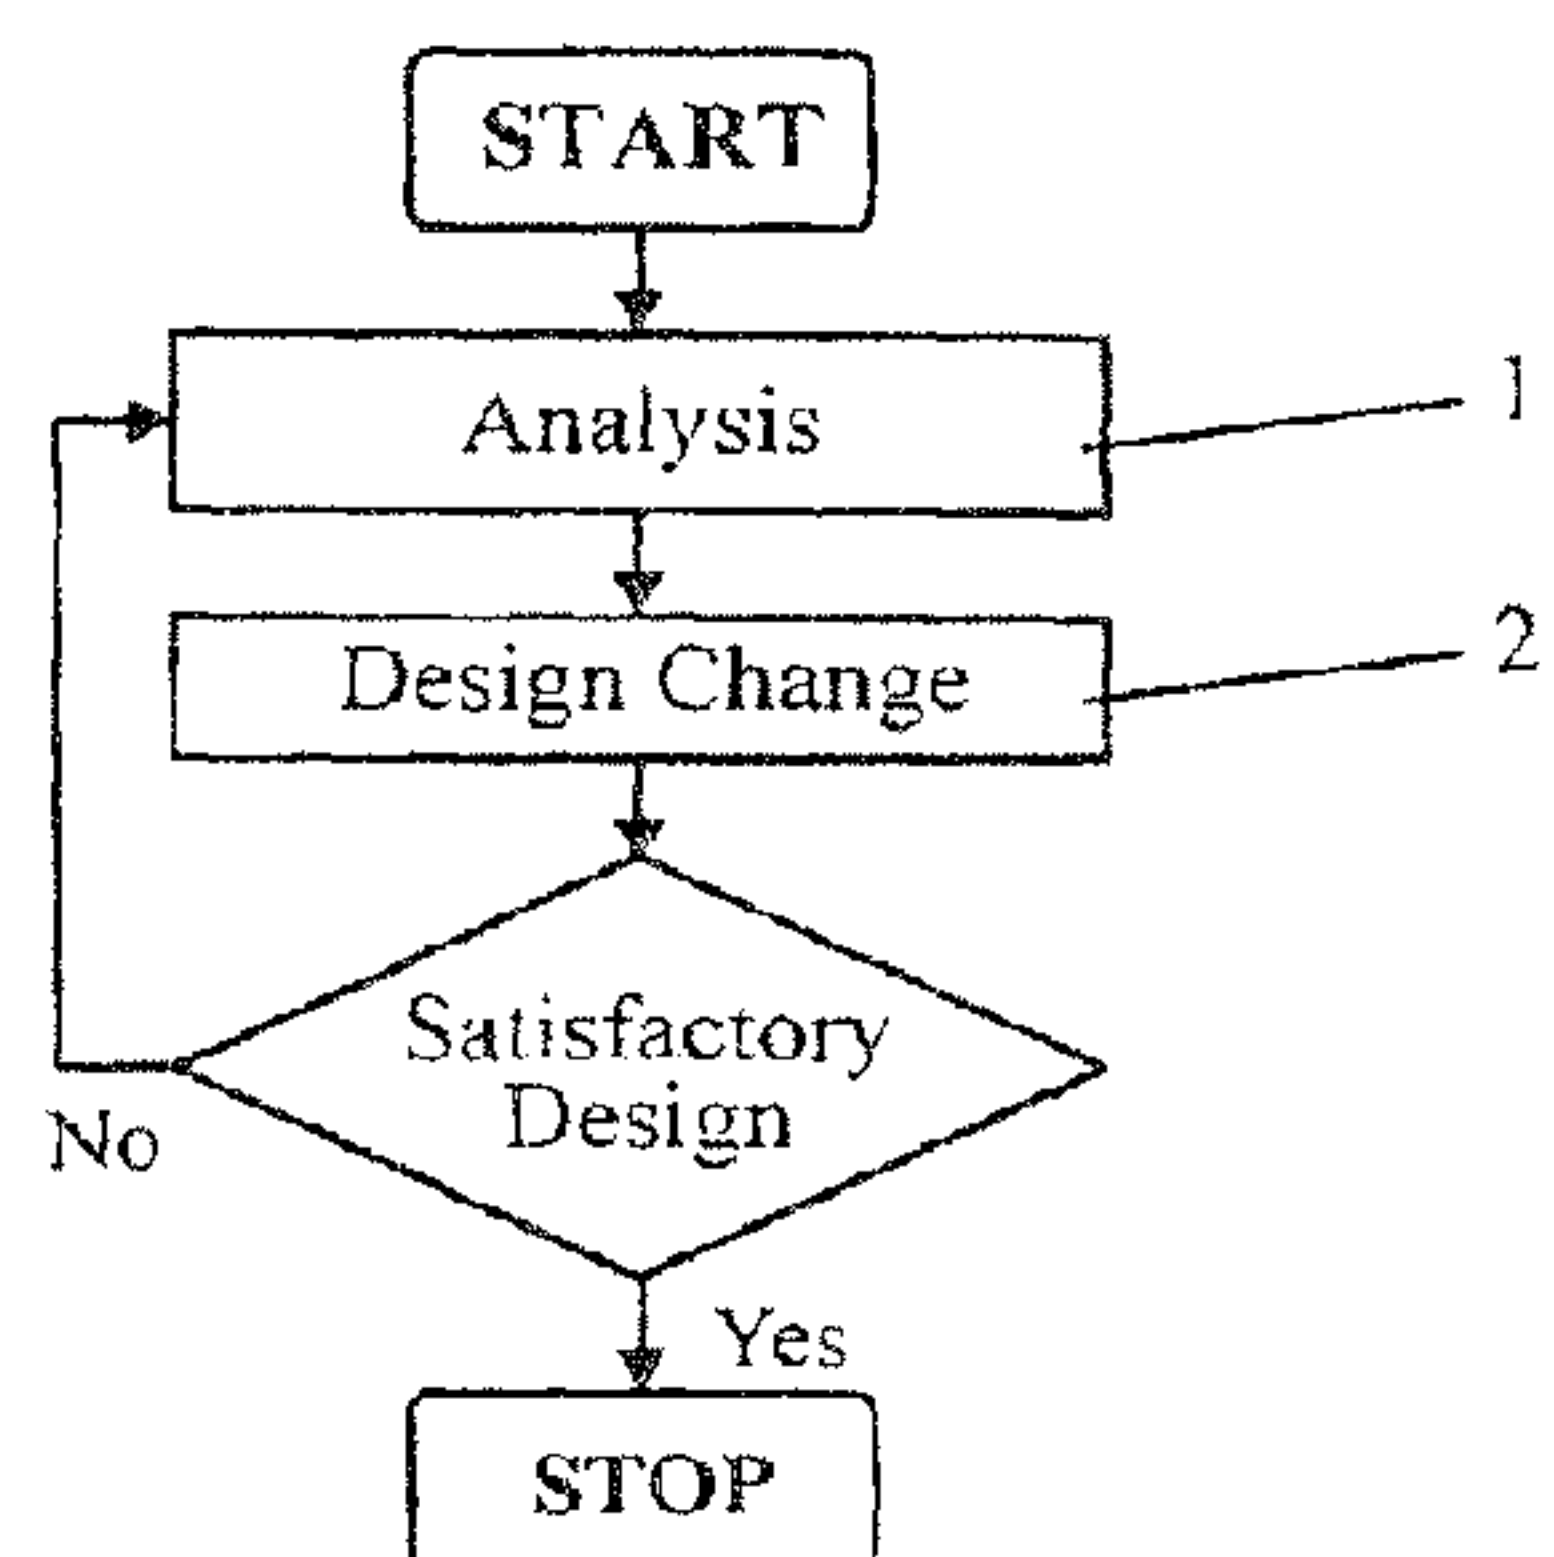 START
Analysis
1
Design Change
2
Satisfactory
Design
No
Yes
STOP